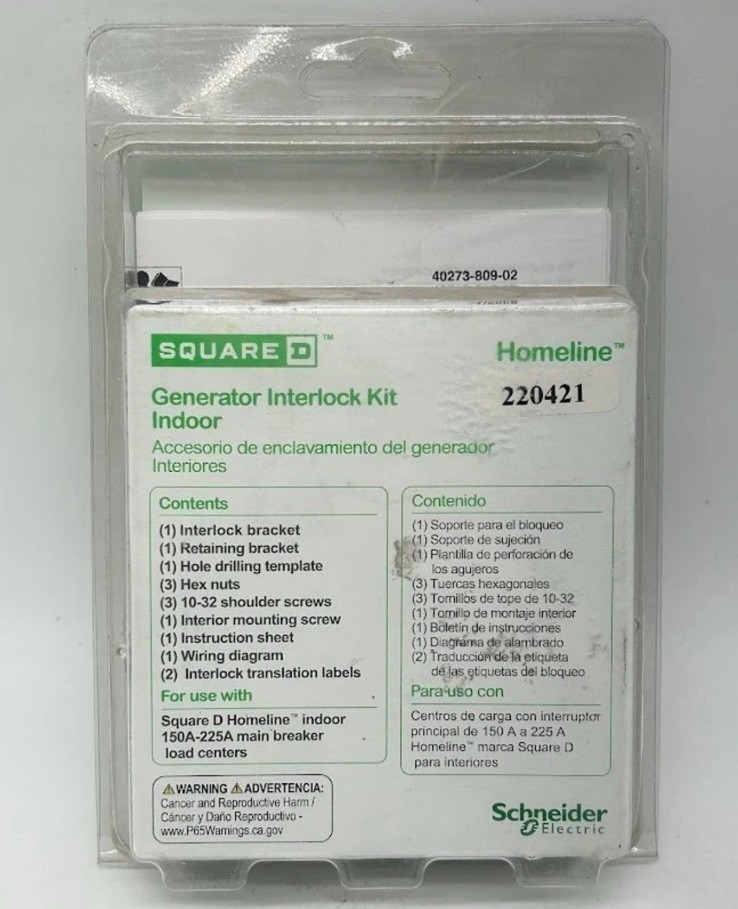 40273-809-02
SQUARE D™
Homeline™
Generator Interlock Kit
Indoor
220421
Accesorio de enclavamiento del generador
Interiores
Contents
(1) Interlock bracket
(1) Retaining bracket
(1) Hole drilling template
(3) Hex nuts
(3) 10-32 shoulder screws
(1) Interior mounting screw
(1) Instruction sheet
(1) Wiring diagram
(2) Interlock translation labels
For use with
Square D Homeline™ indoor
150A-225A main breaker
load centers
Contenido
(1) Soporte para el bloqueo
(1) Soporte de sujeción
(1) Plantilla de perforación de
los agujeros
(3) Tuercas hexagonales
(3) Tornillos de tope de 10-32
(1) Tornillo de montaje interior
(1) Boletín de instrucciones
(1) Diagrama de alambrado
(2) Traducción de la etiqueta
de las etiquetas del bloqueo
Para uso con
Centros de carga con interruptor
principal de 150 A a 225 A
Homeline™ marca Square D
para interiores
⚠WARNING ⚠ADVERTENCIA:
Cancer and Reproductive Harm /
Cáncer y Daño Reproductivo -
www.P65Warnings.ca.gov
Schneider
Electric